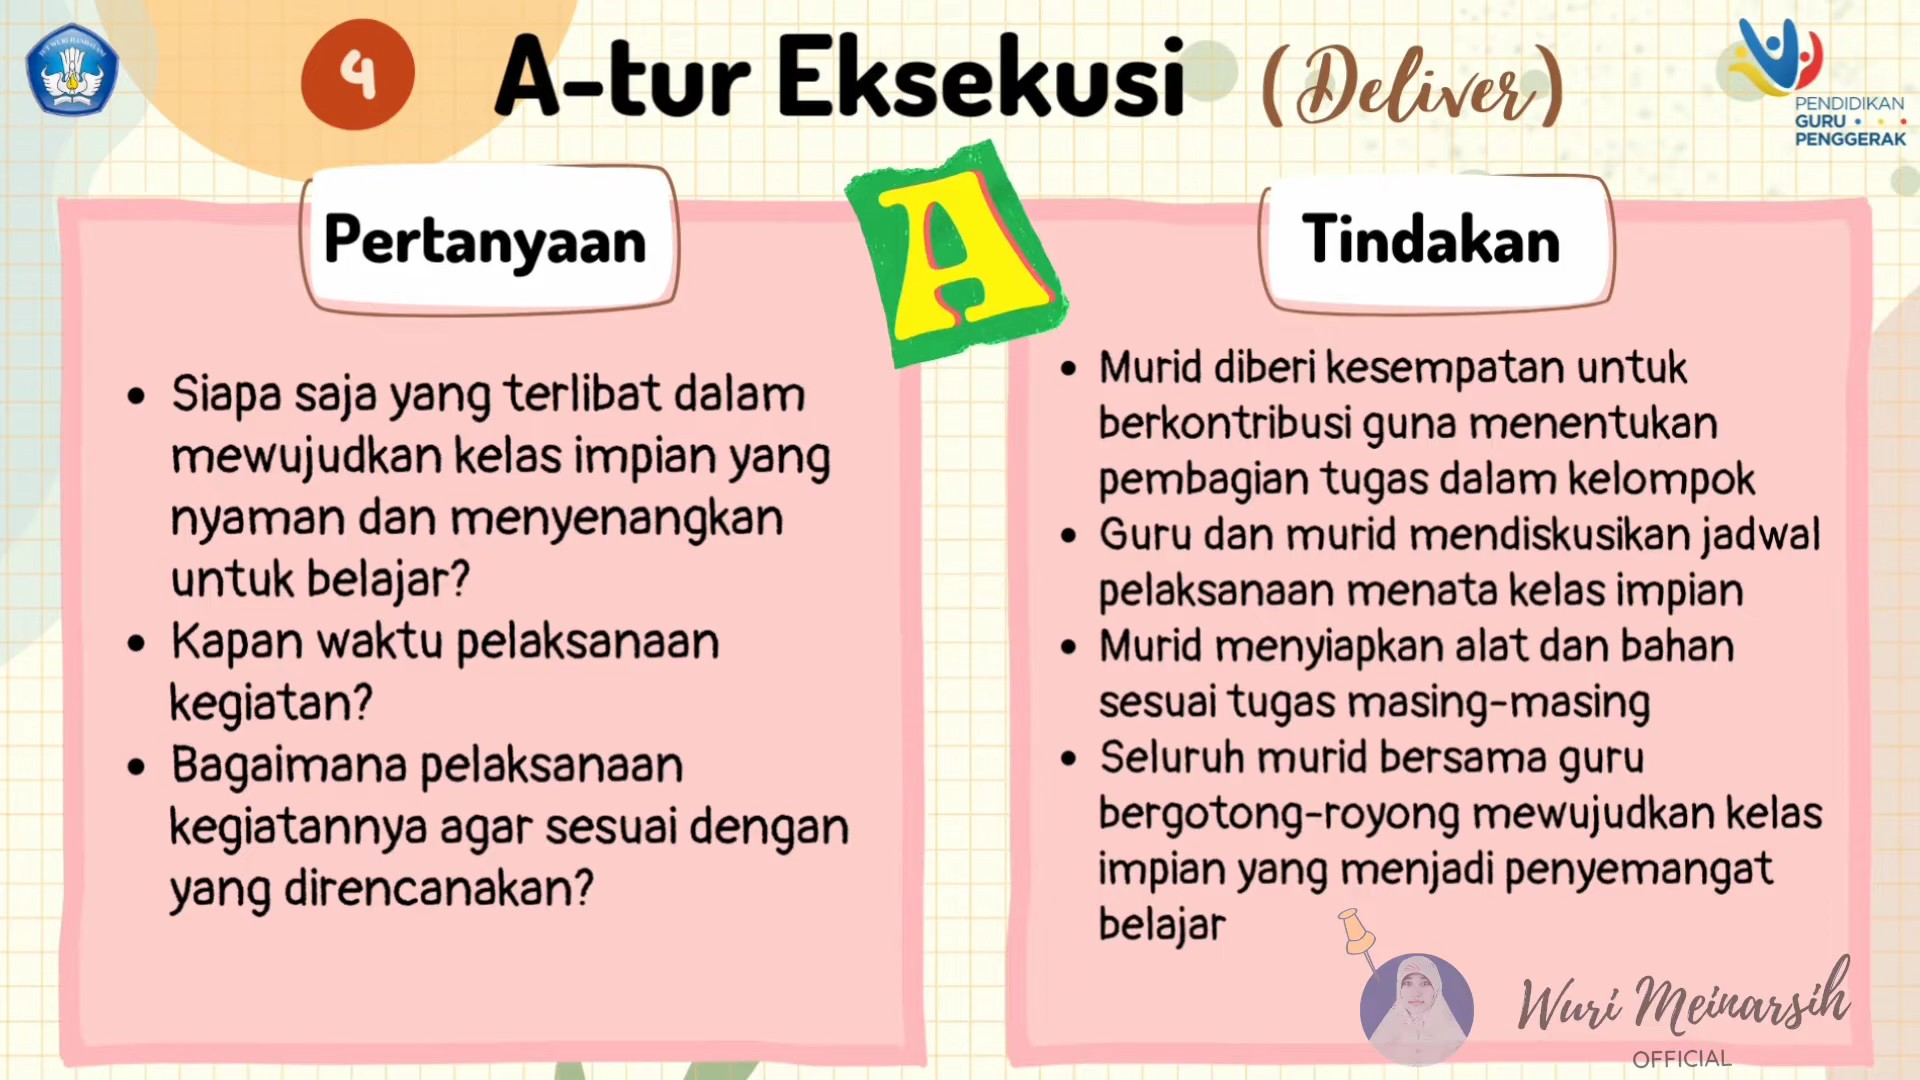 TUT WURI HANDAYANI
4
A-tur Eksekusi (Deliver)
PENDIDIKAN
GURU
PENGGERAK
A
Pertanyaan
• Siapa saja yang terlibat dalam
mewujudkan kelas impian yang
nyaman dan menyenangkan
untuk belajar?
• Kapan waktu pelaksanaan
kegiatan?
• Bagaimana pelaksanaan
kegiatannya agar sesuai dengan
yang direncanakan?
Tindakan
• Murid diberi kesempatan untuk
berkontribusi guna menentukan
pembagian tugas dalam kelompok
• Guru dan murid mendiskusikan jadwal
pelaksanaan menata kelas impian
• Murid menyiapkan alat dan bahan
sesuai tugas masing-masing
• Seluruh murid bersama guru
bergotong-royong mewujudkan kelas
impian yang menjadi penyemangat
belajar
Wuri Meinarsih
OFFICIAL